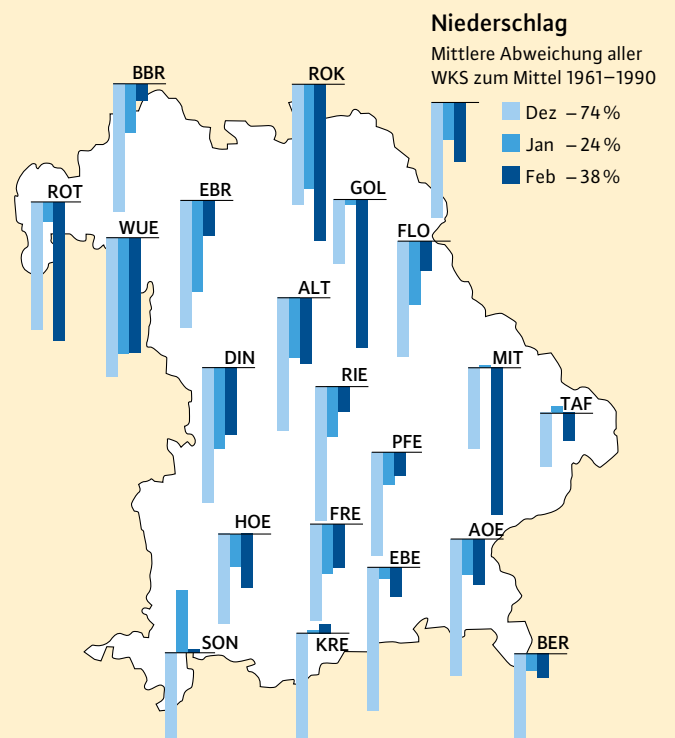 Niederschlag
Mittlere Abweichung aller
WKS zum Mittel 1961–1990
Dez –74 %
Jan –24 %
Feb –38 %
BBR
ROK
ROT
EBR
GOL
WUE
FLO
ALT
DIN
MIT
RIE
TAF
PFE
HOE
FRE
AOE
EBE
SON
KRE
BER